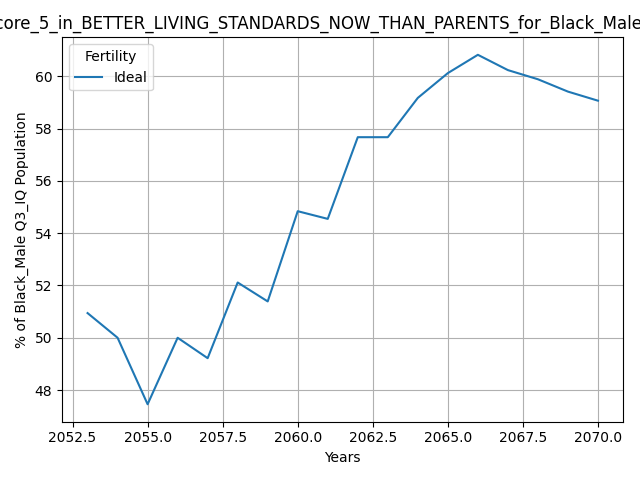 core_5_in_BETTER_LIVING_STANDARDS_NOW_THAN_PARENTS_for_Black_Male
Fertility
Ideal
% of Black_Male Q3_IQ Population
60
58
56
54
52
50
48
2052.5 2055.0 2057.5 2060.0 2062.5 2065.0 2067.5 2070.0
Years